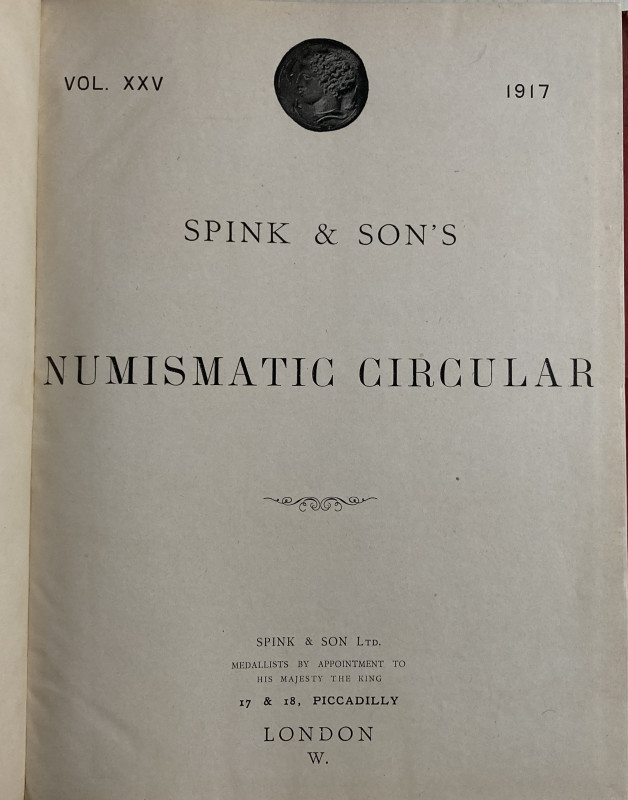 VOL. XXV
1917
SPINK & SON'S
NUMISMATIC CIRCULAR
SPINK & SON LTD.
MEDALLISTS BY APPOINTMENT TO
HIS MAJESTY THE KING
17 & 18, PICCADILLY
LONDON
W.